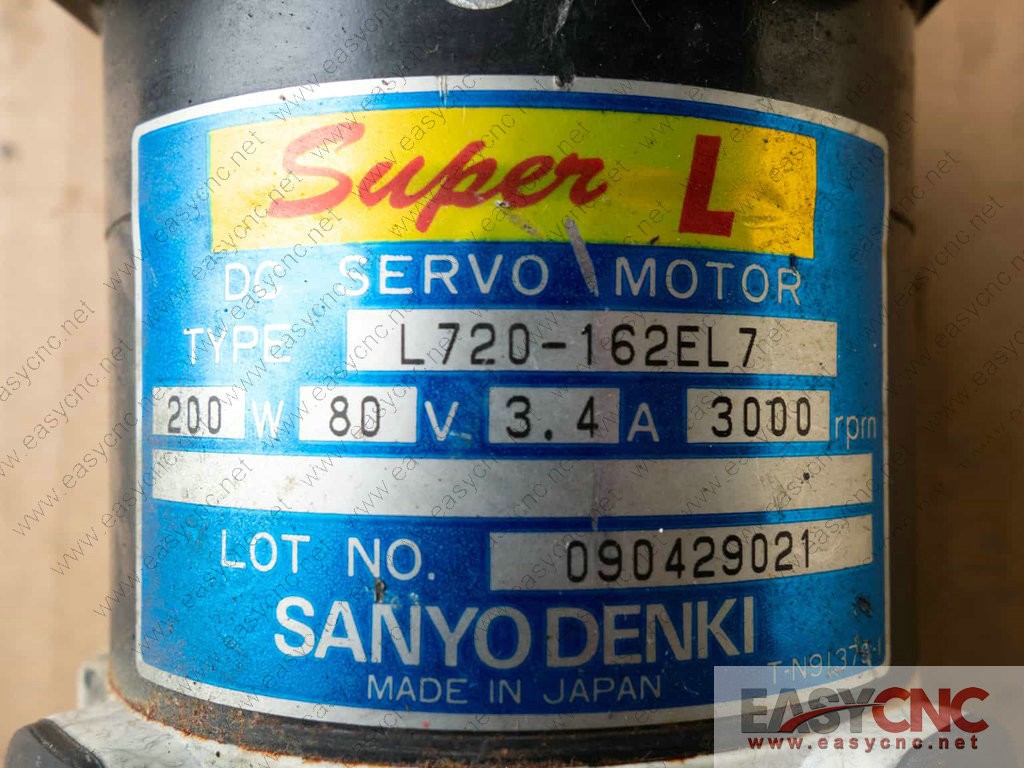 Super L
DC SERVO MOTOR
TYPE L720-162EL7
200 W 80 V 3.4 A 3000 rpm
LOT NO. 090429021
SANYO DENKI
MADE IN JAPAN
EASYCNC
www.easycnc.net